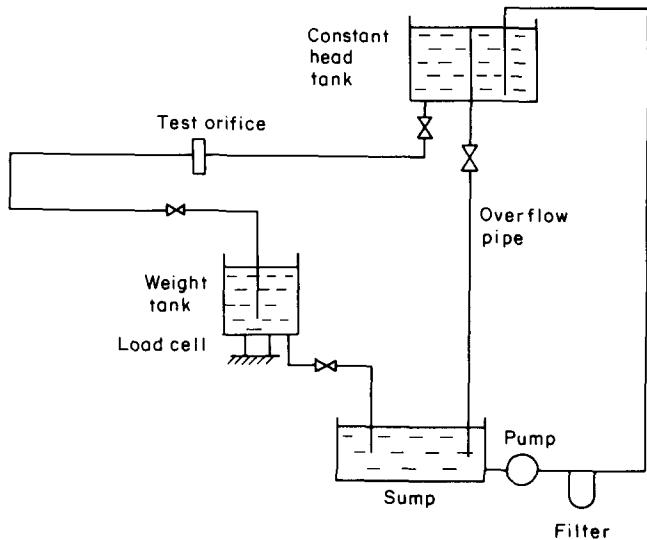 Constant
head
tank
Test orifice
Overflow
pipe
Weight
tank
Load cell
Pump
Sump
Filter